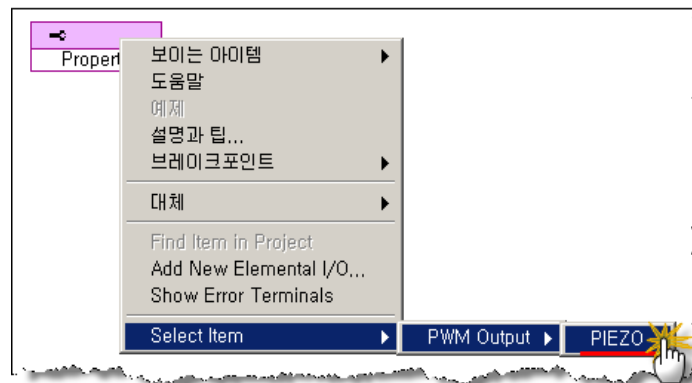 Propert
보이는 아이템
도움말
예제
설명과 팁...
브레이크포인트
대체
Find Item in Project
Add New Elemental I/O...
Show Error Terminals
Select Item
PWM Output
PIEZO